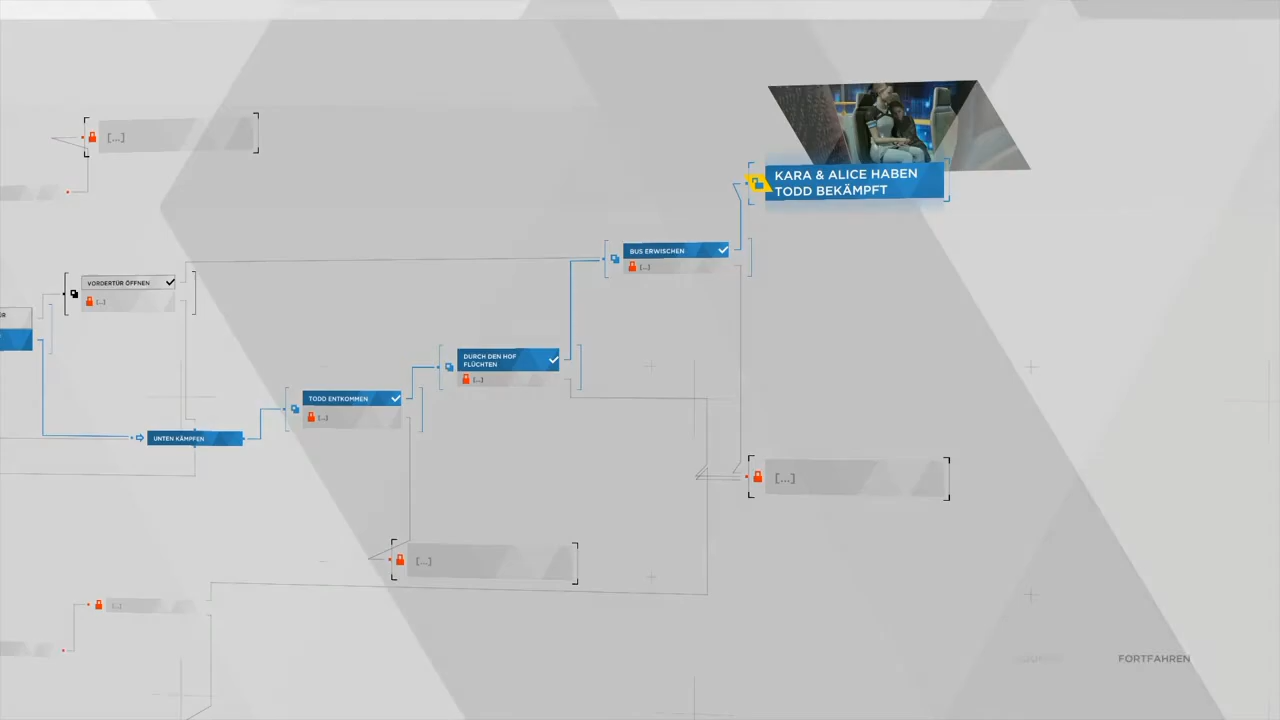 [...]
KARA & ALICE HABEN
TODD BEKÄMPFT
BUS ERWISCHEN
[...]
VORDERTÜR ÖFFNEN
[...]
DURCH DEN HOF
FLÜCHTEN
[...]
TODD ENTKOMMEN
[...]
UNTEN KÄMPFEN
[...]
[...]
[...]
FORTFAHREN